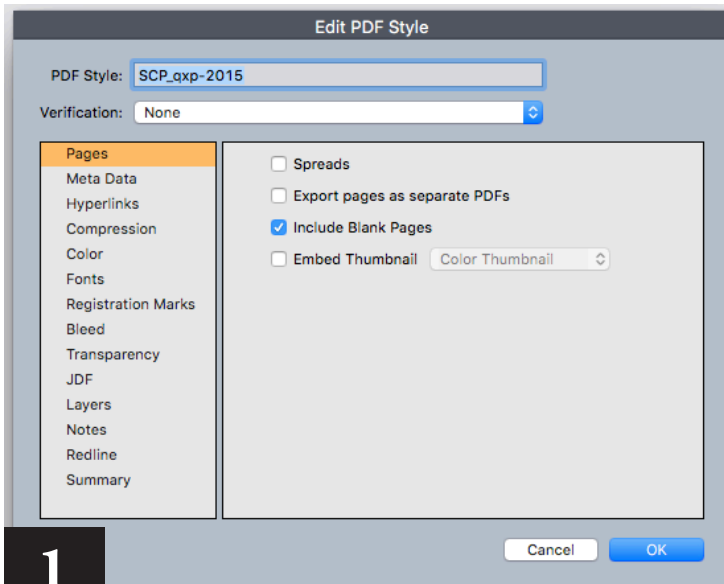 Edit PDF Style
PDF Style: SCP_qxp-2015
Verification: None
Pages
Meta Data
Hyperlinks
Compression
Color
Fonts
Registration Marks
Bleed
Transparency
JDF
Layers
Notes
Redline
Summary
Spreads
Export pages as separate PDFs
Include Blank Pages
Embed Thumbnail Color Thumbnail
Cancel OK
1